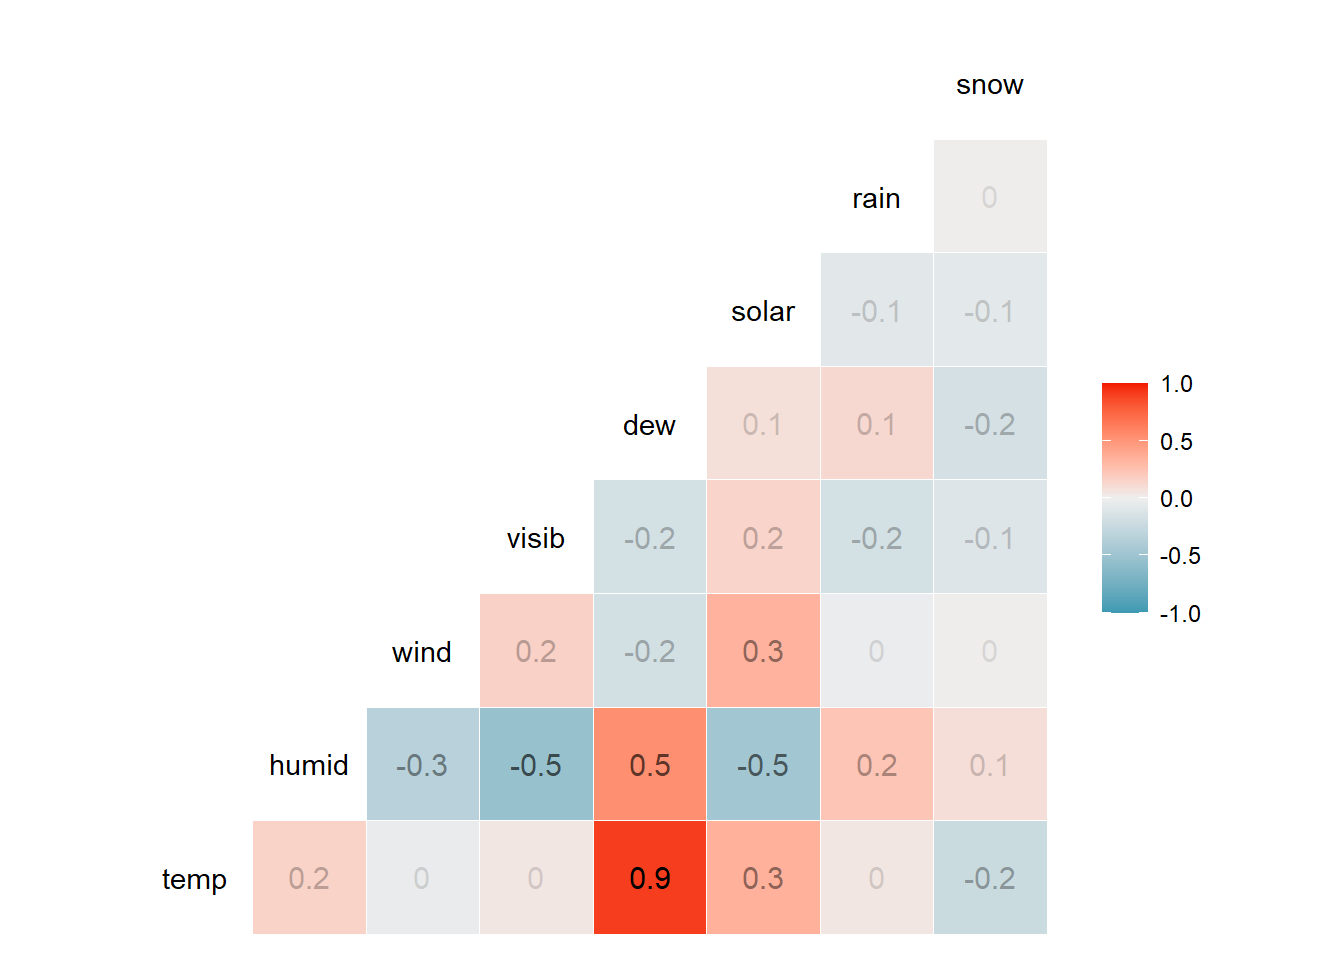 snow
rain 0
solar -0.1 -0.1
dew 0.1 0.1 -0.2
visib -0.2 0.2 -0.2 -0.1
wind 0.2 -0.2 0.3 0 0
humid -0.3 -0.5 0.5 -0.5 0.2 0.1
temp 0.2 0 0 0.9 0.3 0 -0.2
1.0
0.5
0.0
-0.5
-1.0